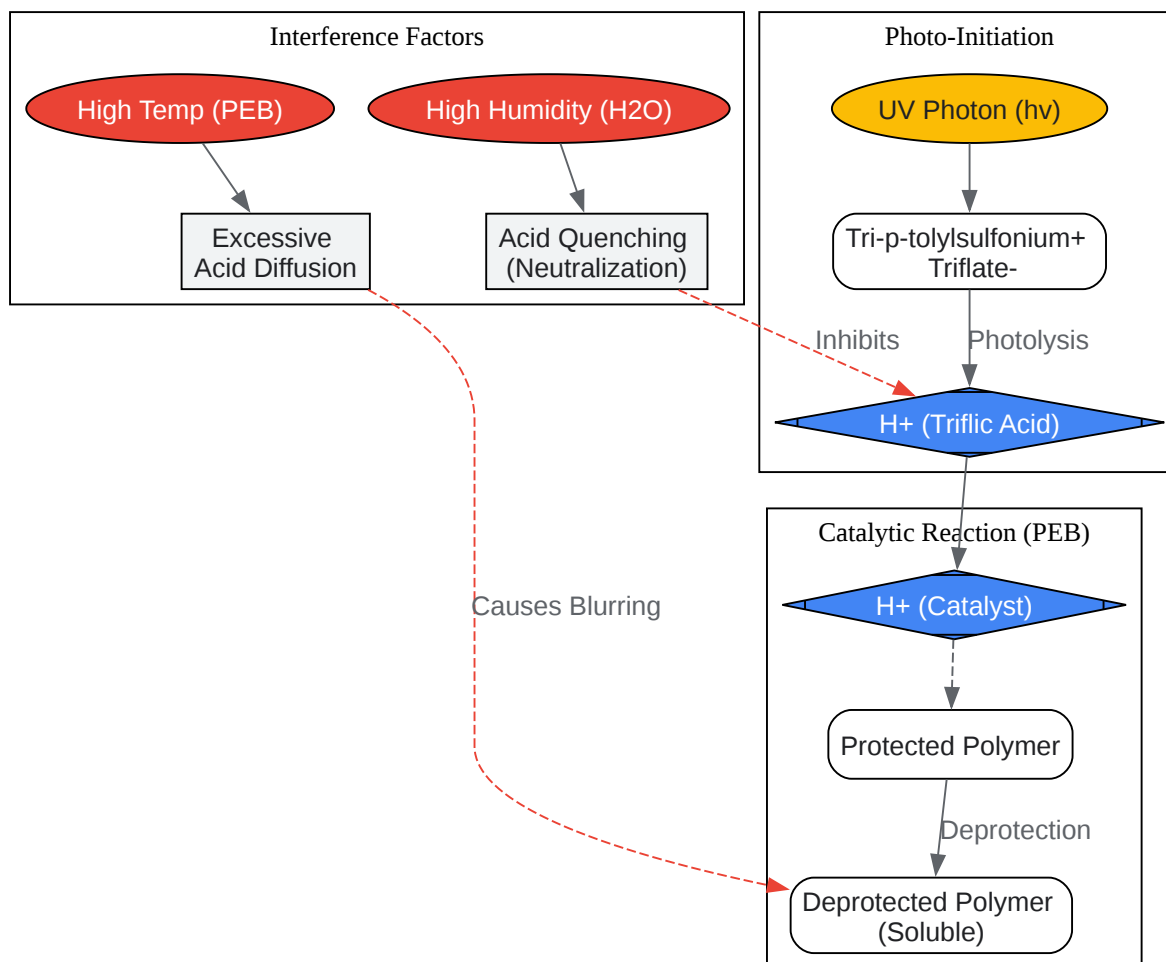 Interference Factors
High Temp (PEB)
High Humidity (H2O)
Excessive
Acid Diffusion
Acid Quenching
(Neutralization)
Photo-Initiation
UV Photon (hv)
Tri-p-tolylsulfonium+
Triflate-
Inhibits
Photolysis
H+ (Triflic Acid)
Catalytic Reaction (PEB)
H+ (Catalyst)
Causes Blurring
Protected Polymer
Deprotection
Deprotected Polymer
(Soluble)